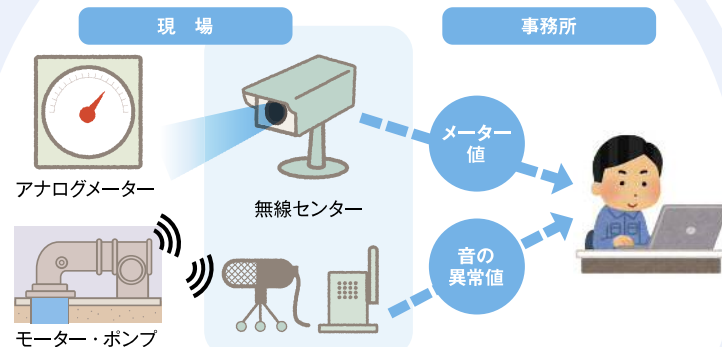 現　場
事務所
アナログメーター
無線センター
メーター
値
音の
異常値
モーター・ポンプ